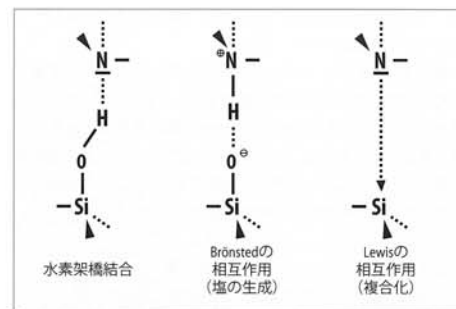 N
H
O
Si
水素架橋結合
⊕N
H
O⊖
Si
Brönstedの
相互作用
(塩の生成)
N
Si
Lewisの
相互作用
(複合化)